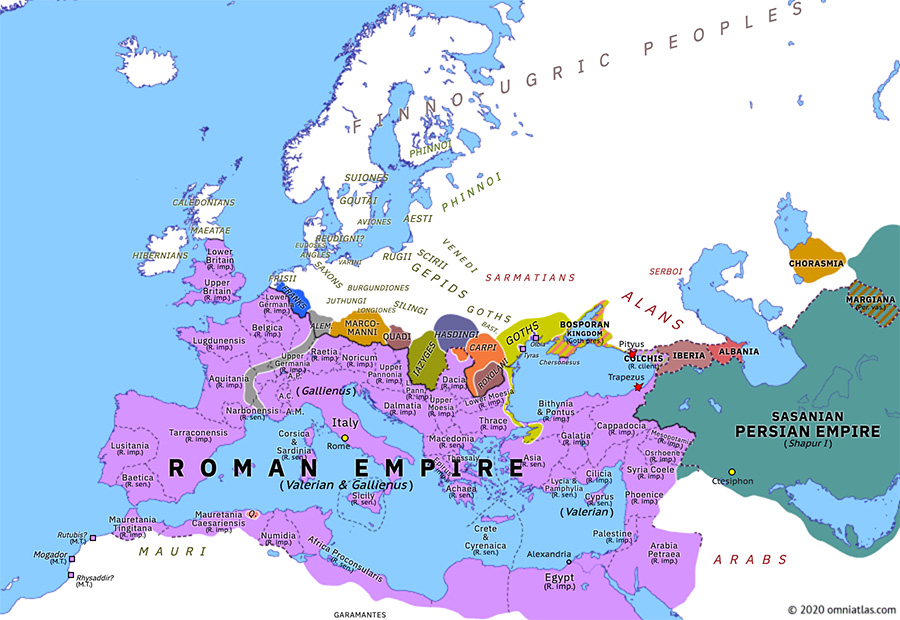 FINNO-UGRIC PEOPLES
PHINNOI
SUIONES
PHINNOI
GOUTAI
CALEDONIANS
AVIONES
AESTI
MAEATAE
REUDIGNI?
EUDOSES
ANGLES
VARINI
HIBERNIANS
Lower
Britain
(R. imp.)
RUGII
SCIRII
VENEDI
SAXONS
GEPIDS
SARMATIANS
SERBOI
CHORASMIA
FRISII
Upper
Britain
(R. imp.)
BURGUNDIONES
FRANKS
JUTHUNGI
LONGIONES
SILINGI
GOTHS
BAST.
ALANS
MARGIANA
(Per. vas.)
Lower
Germania
(R. imp.)
Belgica
(R. imp.)
ALEM.
MARCO-
MANNI
QUADI
HASDINGI
GOTHS
BOSPORAN
KINGDOM
(Goth pres.)
Lugdunensis
(R. imp.)
IAZYGES
CARPI
Olbia
Tyras
Chersonesus
Pityus
COLCHIS
(R. client)
IBERIA
ALBANIA
Upper
Germania
(R. imp.)
Raetia
(R. imp.)
Noricum
(R. imp.)
Upper
Pannonia
(R. imp.)
ROXOLANI
Trapezus
Aquitania
(R. imp.)
A.P.
A.C.
A.M.
(Gallienus)
Dacia
(R. imp.)
Lower Moesia
(R. imp.)
Upper
Moesia
(R. imp.)
Dalmatia
(R. imp.)
Narbonensis
(R. sen.)
Bithynia
& Pontus
(R. imp.)
Thrace
(R. imp.)
Cappadocia
(R. imp.)
SASANIAN
PERSIAN EMPIRE
(Shapur I)
Tarraconensis
(R. imp.)
Corsica
&
Sardinia
(R. sen.)
Italy
Rome
Macedonia
(R. sen.)
Galatia
(R. imp.)
Mesopotamia
(R. imp.)
Osrhoene
(R. imp.)
Lusitania
(R. imp.)
Thessaly
Epirus
Asia
(R. sen.)
ROMAN EMPIRE
(Valerian & Gallienus)
Baetica
(R. sen.)
Sicily
(R. sen.)
Achaea
(R. sen.)
Lycia &
Pamphylia
(R. sen.)
Cilicia
(R. imp.)
Syria Coele
(R. imp.)
Ctesiphon
Cyprus
(R. sen.)
(Valerian)
Phoenice
(R. imp.)
Mauretania
Tingitana
(R. imp.)
Mauretania
Caesariensis
(R. imp.)
Numidia
(R. imp.)
Africa Proconsularis
(R. sen.)
Crete
&
Cyrenaica
(R. sen.)
Palestine
(R. imp.)
Rutubis?
(M.T.)
MAURI
Mogador
(M.T.)
Alexandria
Arabia
Petraea
(R. imp.)
ARABS
Rhysaddir?
(M.T.)
Egypt
(R. imp.)
GARAMANTES
© 2020 omniatlas.com